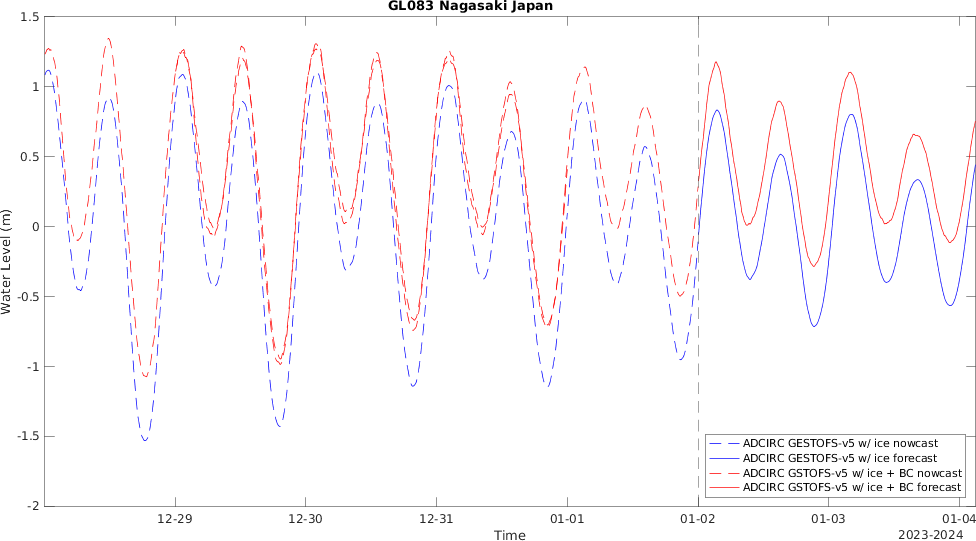 GL083 Nagasaki Japan
1.5
1
0.5
0
-0.5
-1
-1.5
-2
Water Level (m)
ADCIRC GESTOFS-v5 w/ ice nowcast
ADCIRC GESTOFS-v5 w/ ice forecast
ADCIRC GSTOFS-v5 w/ ice + BC nowcast
ADCIRC GSTOFS-v5 w/ ice + BC forecast
12-29 12-30 12-31 01-01 01-02 01-03 01-04
Time
2023-2024